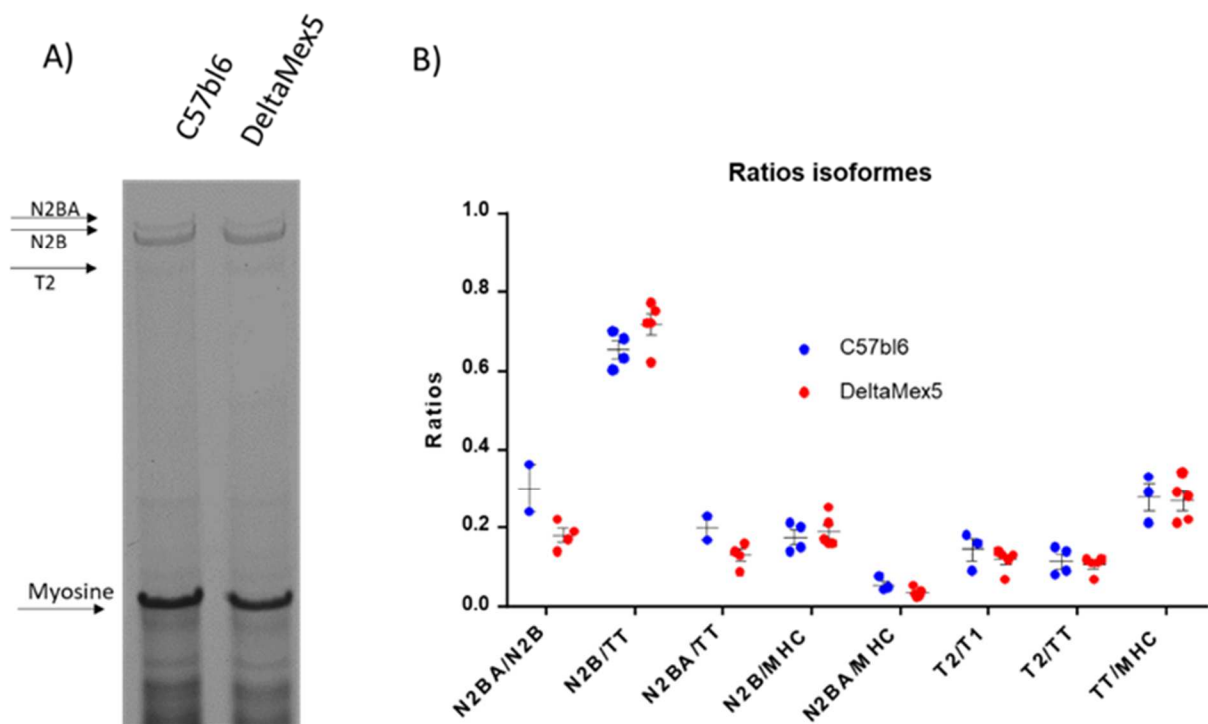 A)
C57bl6
DeltaMex5
N2BA
N2B
T2
Myosine
B)
Ratios isoformes
Ratios
1.0
0.8
0.6
0.4
0.2
0.0
C57bl6
DeltaMex5
N2BA/N2B
N2B/TT
N2BA/TT
N2B/MHC
N2BA/MHC
T2/T1
T2/TT
TT/MHC